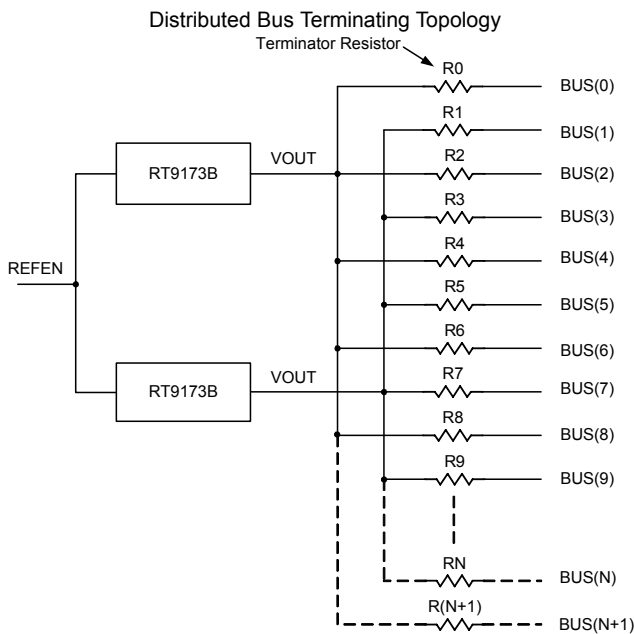 Distributed Bus Terminating Topology
Terminator Resistor
R0
BUS(0)
R1
BUS(1)
RT9173B
VOUT
R2
BUS(2)
R3
BUS(3)
REFEN
R4
BUS(4)
R5
BUS(5)
R6
BUS(6)
RT9173B
VOUT
R7
BUS(7)
R8
BUS(8)
R9
BUS(9)
RN
BUS(N)
R(N+1)
BUS(N+1)